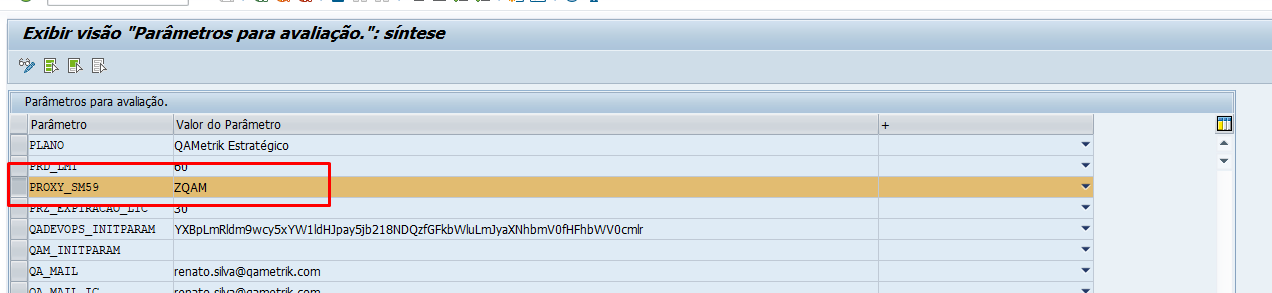 Exibir visão "Parâmetros para avaliação.": síntese
Parâmetros para avaliação.
Parâmetro Valor do Parâmetro +
PLANO QAMetrik Estratégico
PRD_LMT 60
PROXY_SM59 ZQAM
PRZ_EXPIRACAO_LIC 30
QADEVOPS_INITPARAM YXBpLmRldm9wcy5xYW1ldHJpay5jb218NDQzfGFkbWluLmJyaXNhbmV0fHFhbWV0cmlr
QAM_INITPARAM
QA_MAIL renato.silva@qametrik.com
QA_MAIL_IC renato.silva@qametrik.com